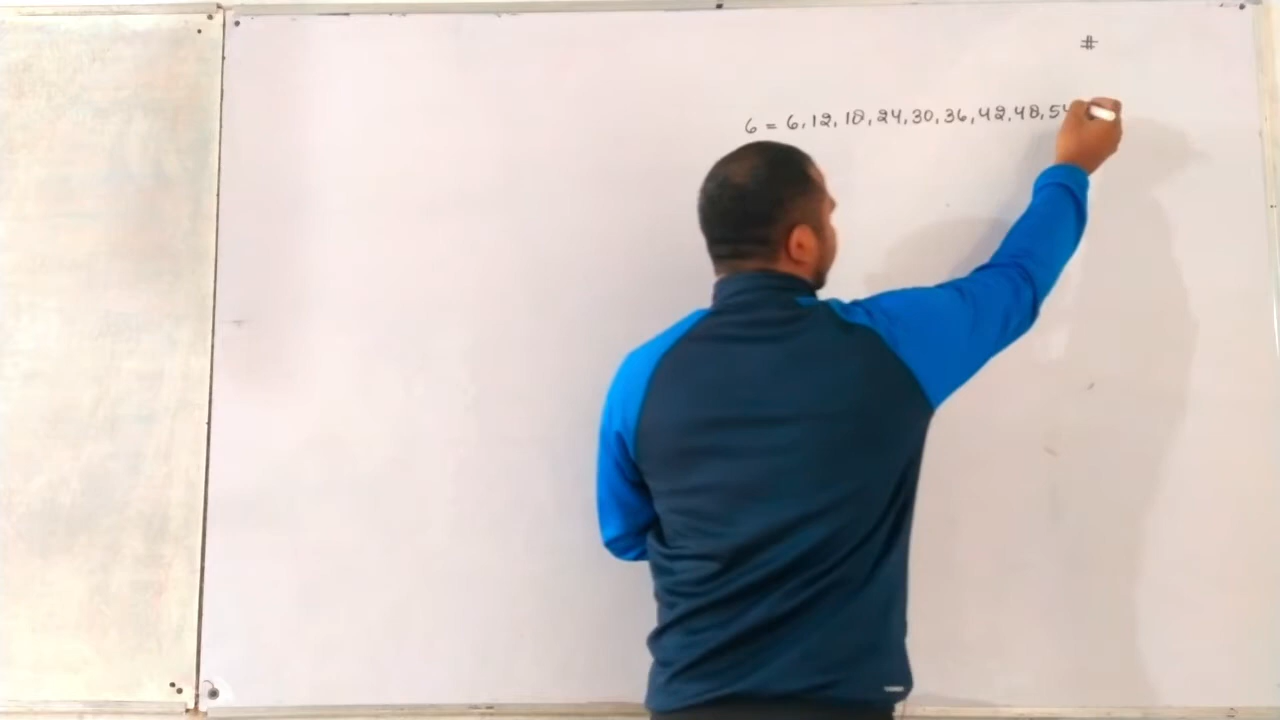 #
6 = 6, 12, 18, 24, 30, 36, 42, 48, 54